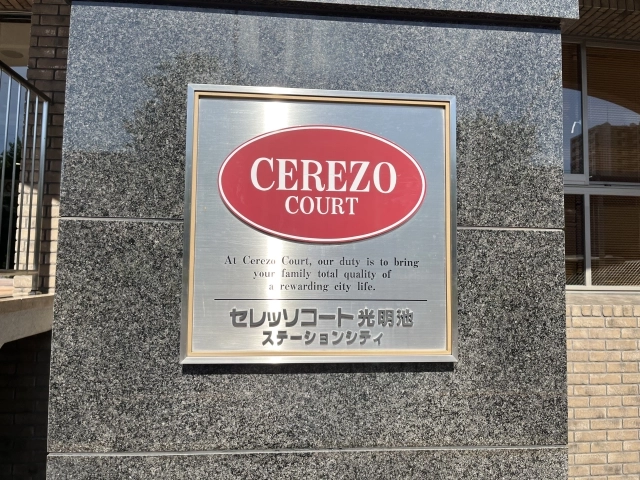 CEREZO
COURT
At Cerezo Court, our duty is to bring
your family total quality of
a rewarding city life.
セレッソコート光明池
ステーションシティ